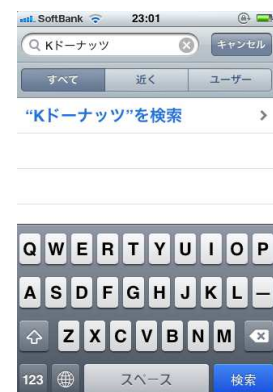 SoftBank 23:01
Kドーナッツ キャンセル
すべて 近く ユーザー
“Kドーナッツ”を検索
Q W E R T Y U I O P
A S D F G H J K L ー
Z X C V B N M
123 スペース 検索